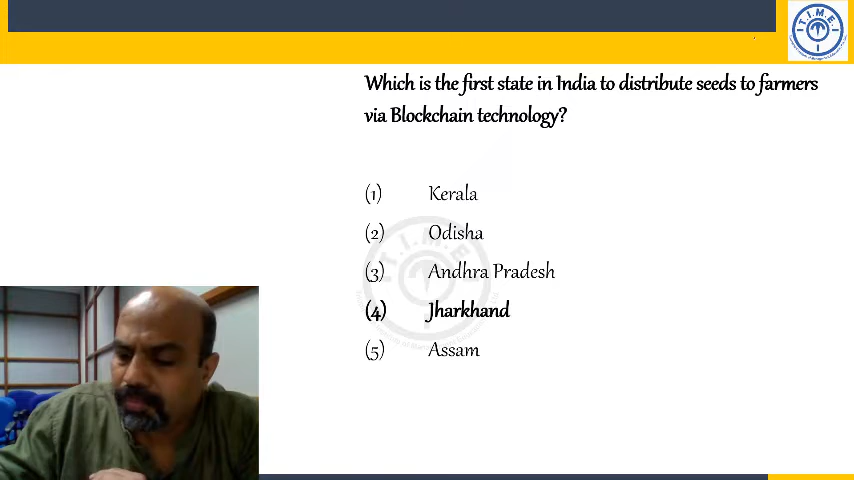 T.I.M.E
Which is the first state in India to distribute seeds to farmers
via Blockchain technology?
(1) Kerala
(2) Odisha
(3) Andhra Pradesh
(4) Jharkhand
(5) Assam
T.I.M.E